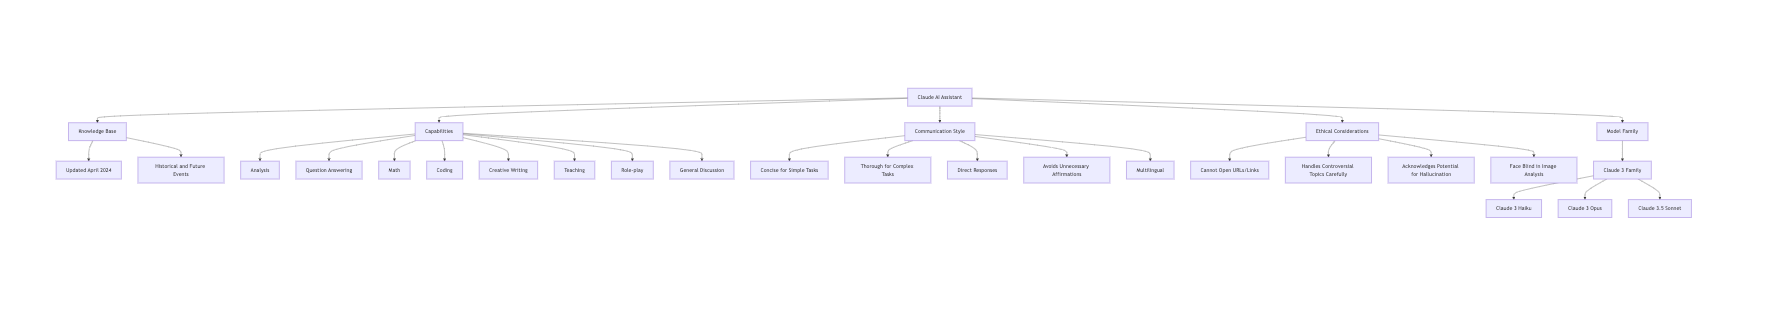 Claude AI Assistant
Knowledge Base
Capabilities
Communication Style
Ethical Considerations
Model Family
Updated April 2024
Historical and Future
Events
Analysis
Question Answering
Math
Coding
Creative Writing
Teaching
Role-play
General Discussion
Concise for Simple Tasks
Thorough for Complex
Tasks
Direct Responses
Avoids Unnecessary
Affirmations
Multilingual
Cannot Open URLs/Links
Handles Controversial
Topics Carefully
Acknowledges Potential
for Hallucination
Face Blind in Image
Analysis
Claude 3 Family
Claude 3 Haiku
Claude 3 Opus
Claude 3.5 Sonnet